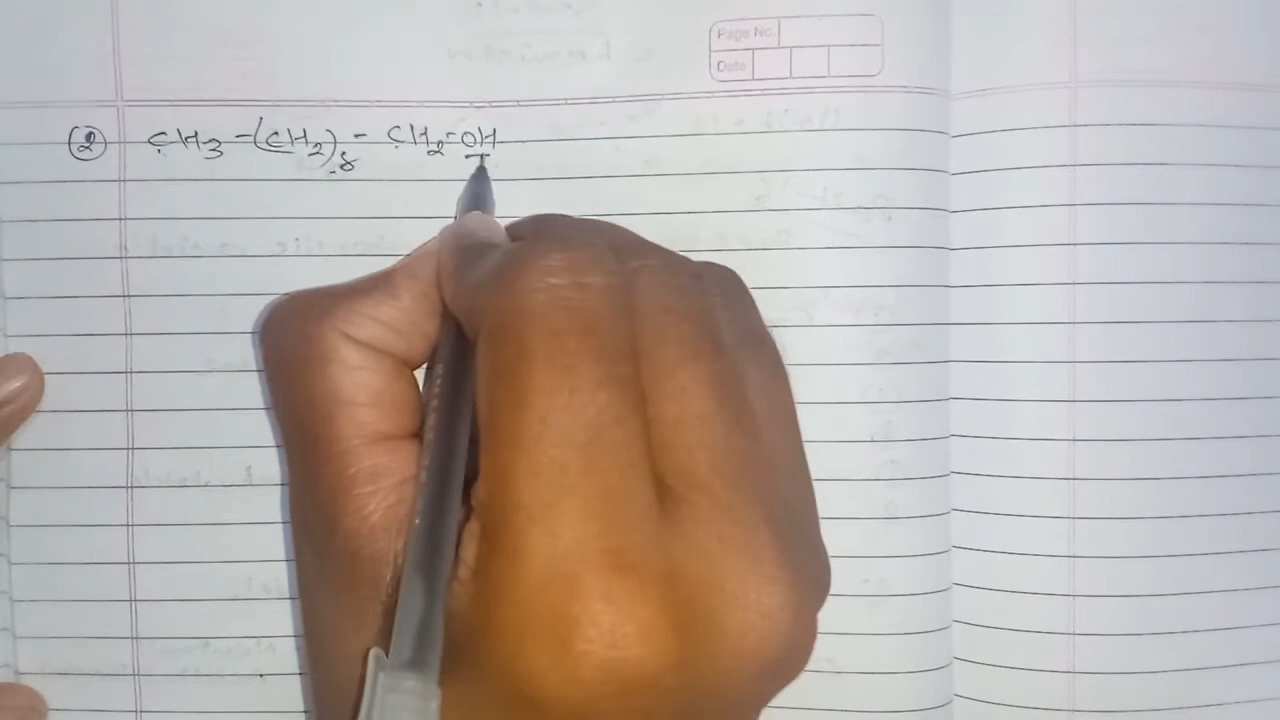 Page No.
Date
② CH3-(CH2)8-CH2-OH